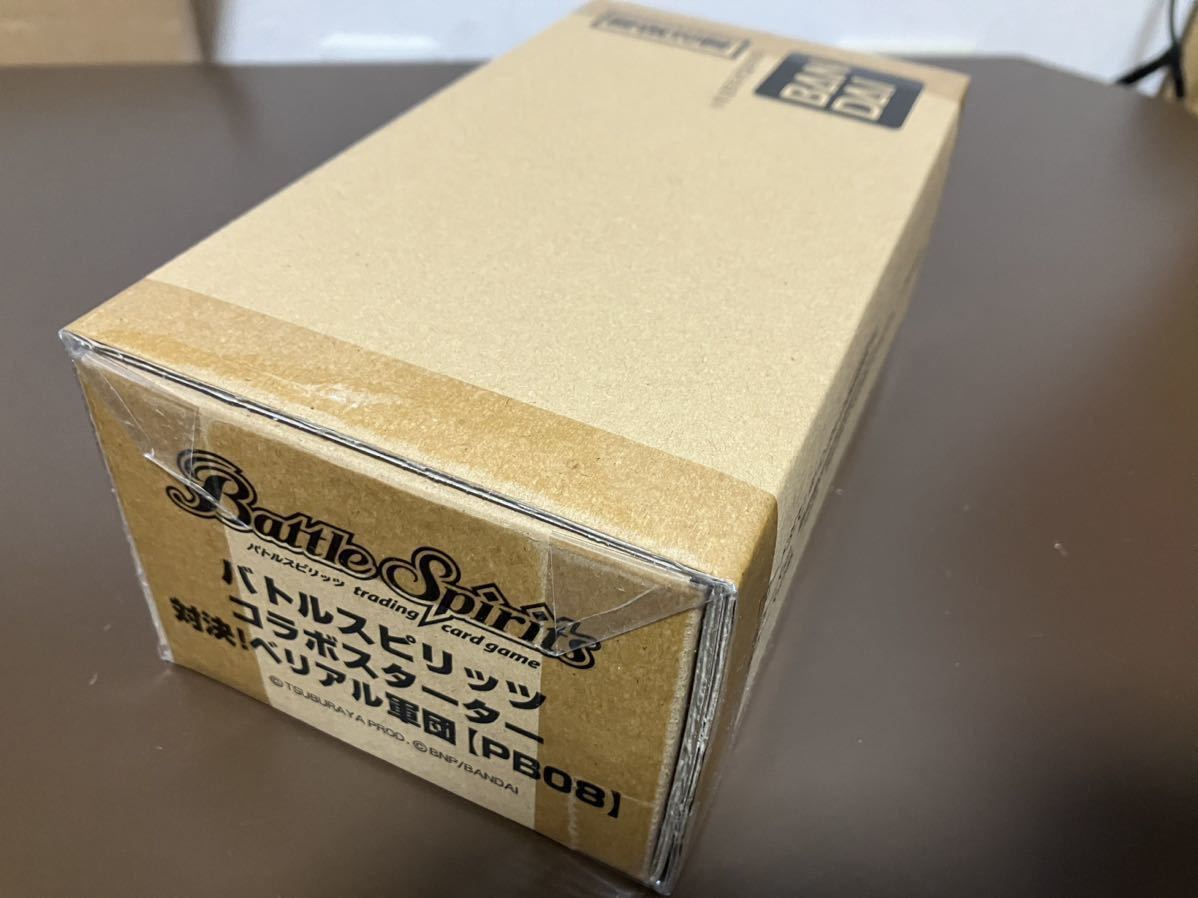 BAN
DAI
Battle Spirits
バトルスピリッツ trading card game
バトルスピリッツ
コラボスターター
対決!ベリアル軍団【PB08】
©TSUBURAYA PROD. ©BNP/BANDAI